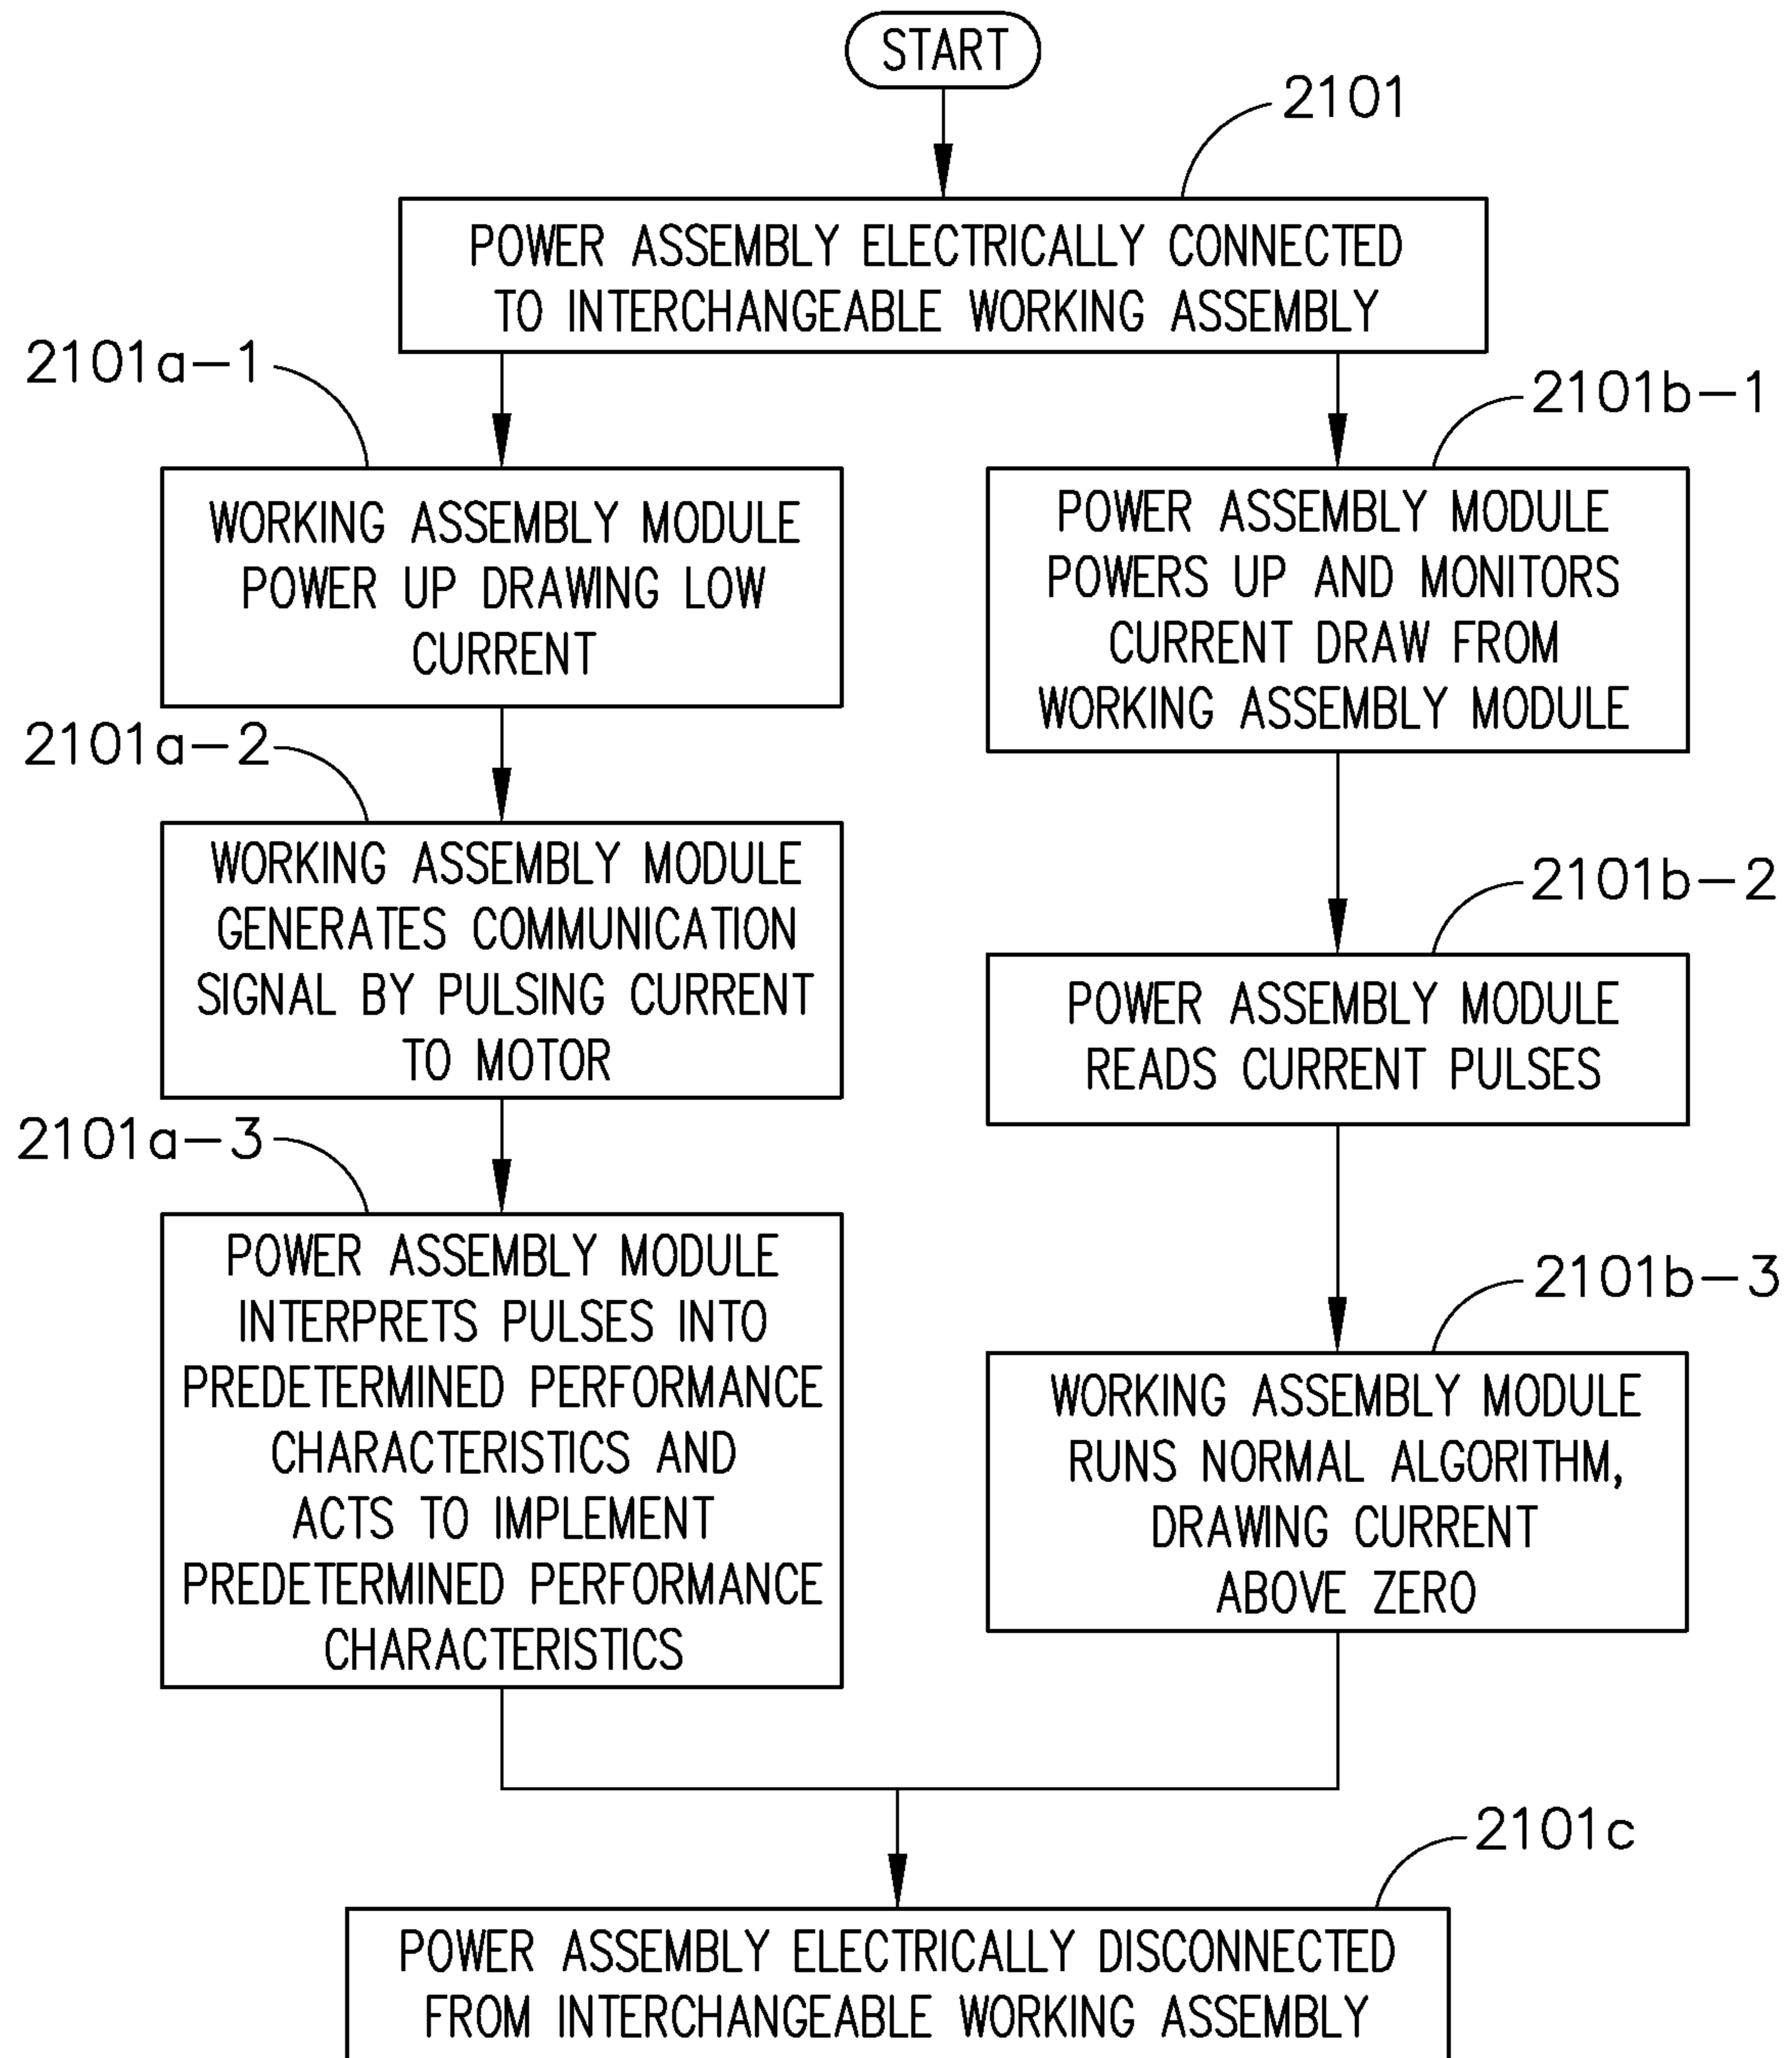 START
2101
POWER ASSEMBLY ELECTRICALLY CONNECTED
TO INTERCHANGEABLE WORKING ASSEMBLY
2101a-1
WORKING ASSEMBLY MODULE
POWER UP DRAWING LOW
CURRENT
2101b-1
POWER ASSEMBLY MODULE
POWERS UP AND MONITORS
CURRENT DRAW FROM
WORKING ASSEMBLY MODULE
2101a-2
WORKING ASSEMBLY MODULE
GENERATES COMMUNICATION
SIGNAL BY PULSING CURRENT
TO MOTOR
2101b-2
POWER ASSEMBLY MODULE
READS CURRENT PULSES
2101a-3
POWER ASSEMBLY MODULE
INTERPRETS PULSES INTO
PREDETERMINED PERFORMANCE
CHARACTERISTICS AND
ACTS TO IMPLEMENT
PREDETERMINED PERFORMANCE
CHARACTERISTICS
2101b-3
WORKING ASSEMBLY MODULE
RUNS NORMAL ALGORITHM,
DRAWING CURRENT
ABOVE ZERO
2101c
POWER ASSEMBLY ELECTRICALLY DISCONNECTED
FROM INTERCHANGEABLE WORKING ASSEMBLY